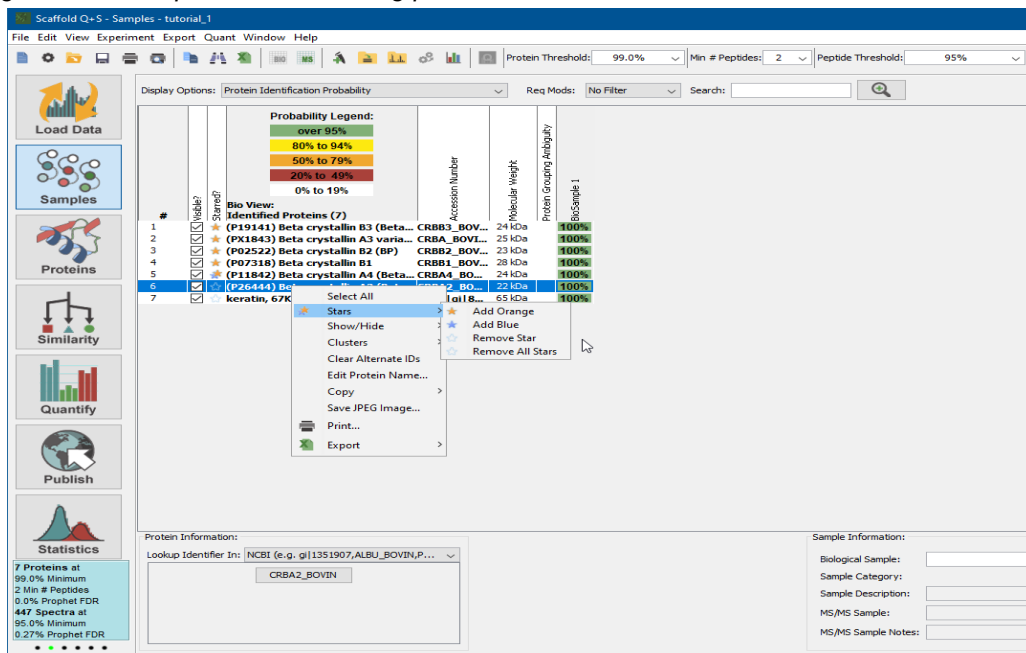 Scaffold Q+S - Samples - tutorial_1
File Edit View Experiment Export Quant Window Help
BIO MS Protein Threshold: 99.0% Min # Peptides: 2 Peptide Threshold: 95%
Display Options: Protein Identification Probability Req Mods: No Filter Search:
Load Data
Samples
Proteins
Similarity
Quantify
Publish
Statistics
7 Proteins at
99.0% Minimum
2 Min # Peptides
0.0% Prophet FDR
447 Spectra at
95.0% Minimum
0.27% Prophet FDR
Probability Legend:
over 95%
80% to 94%
50% to 79%
20% to 49%
0% to 19%
Bio View:
# Visible? Starred? Identified Proteins (7) Accession Number Molecular Weight Protein Grouping Ambiguity BioSample 1
1 (P19141) Beta crystallin B3 (Beta... CRBB3_BOV... 24 kDa 100%
2 (PX1843) Beta crystallin A3 varia... CRBA_BOVI... 25 kDa 100%
3 (P02522) Beta crystallin B2 (BP) CRBB2_BOV... 23 kDa 100%
4 (P07318) Beta crystallin B1 CRBB1_BOV... 28 kDa 100%
5 (P11842) Beta crystallin A4 (Beta... CRBA4_BO... 24 kDa 100%
6 (P26444) 22 kDa 100%
7 keratin, 67K 65 kDa 100%
Select All
Stars
Show/Hide
Clusters
Clear Alternate IDs
Edit Protein Name...
Copy
Save JPEG Image...
Print...
Export
Add Orange
Add Blue
Remove Star
Remove All Stars
Protein Information:
Lookup Identifier In: NCBI (e.g. gi|1351907,ALBU_BOVIN,P...
CRBA2_BOVIN
Sample Information:
Biological Sample:
Sample Category:
Sample Description:
MS/MS Sample:
MS/MS Sample Notes: